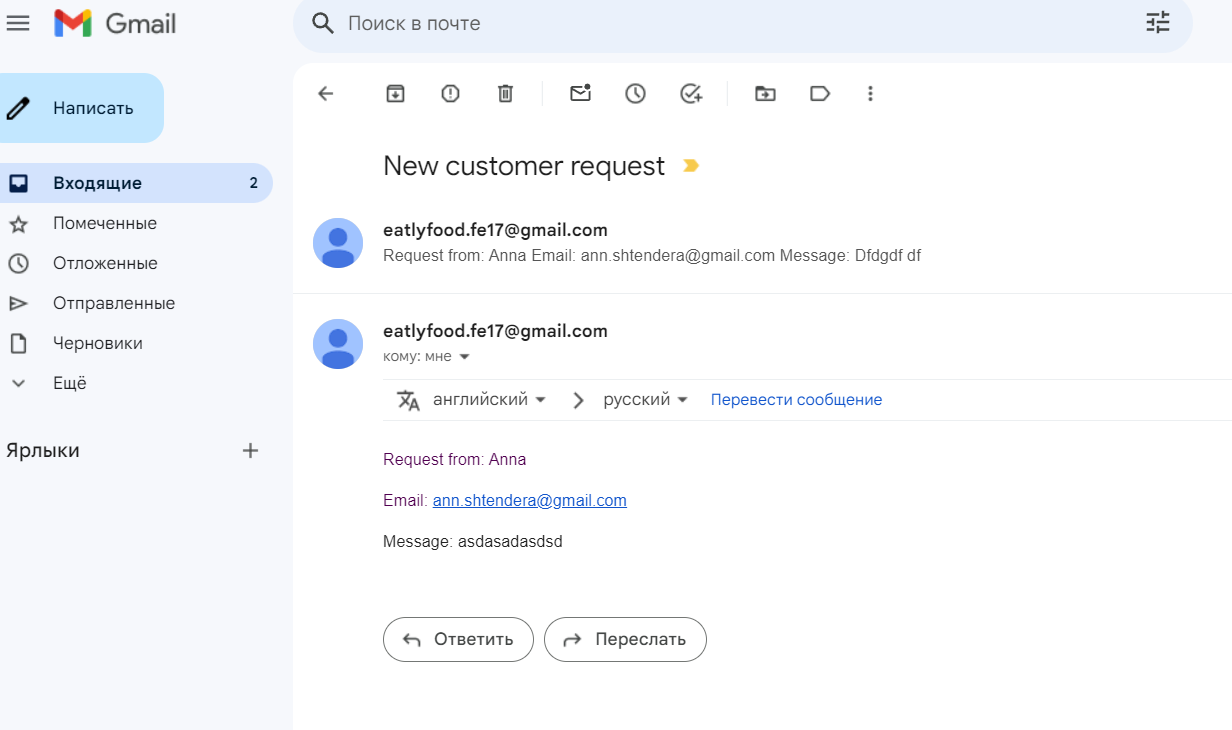 Gmail
Поиск в почте
Написать
Входящие 2
Помеченные
Отложенные
Отправленные
Черновики
Ещё
Ярлыки
New customer request
eatlyfood.fe17@gmail.com
Request from: Anna Email: ann.shtendera@gmail.com Message: Dfdgdf df
eatlyfood.fe17@gmail.com
кому: мне
английский русский Перевести сообщение
Request from: Anna
Email: ann.shtendera@gmail.com
Message: asdasadasdsd
Ответить Переслать